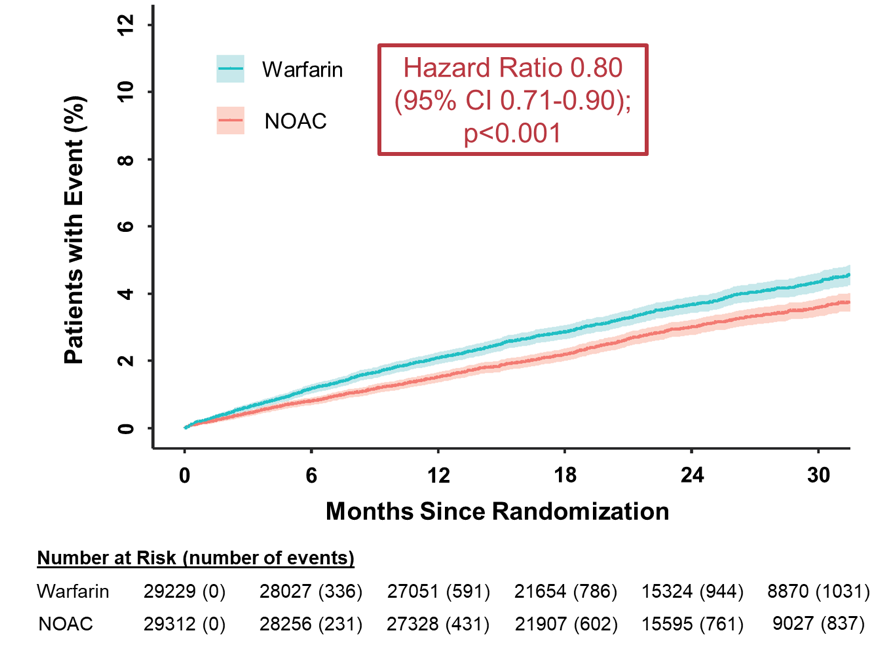 12
10
8
6
4
2
0
Patients with Event (%)
Warfarin
NOAC
Hazard Ratio 0.80
(95% CI 0.71-0.90);
p<0.001
0 6 12 18 24 30
Months Since Randomization
Number at Risk (number of events)
Warfarin 29229 (0) 28027 (336) 27051 (591) 21654 (786) 15324 (944) 8870 (1031)
NOAC 29312 (0) 28256 (231) 27328 (431) 21907 (602) 15595 (761) 9027 (837)